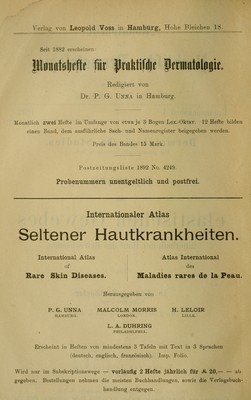 Verlag von Leopold Voss in Hamburg, Hohe Bleichen 18.
Seit 1882 erscheinen:
Monatshefte für Praktische Dermatologie.
Redigiert von
Dr. P. G. Unna in Hamburg.
Monatlich zwei Hefte im Umfange von etwa je 3 Bogen Lex.-Oktav. 12 Hefte bilden
einen Band, dem ausführliche Sach- und Namenregister beigegeben werden.
Preis des Bandes 15 Mark.
Postzeitungsliste 1892 No. 4249.
Probenummern unentgeltlich und postfrei.
Internationaler Atlas
Seltener Hautkrankheiten.
International Atlas
of
Rare Skin Diseases.
Atlas International
des
Maladies rares de la Peau.
Herausgegeben von
P. G. UNNA
HAMBURG.
MALCOLM MORRIS
LONDON.
H. LELOIR
LILLE.
L. A. DUHRING
PHILADELPHIA.
Erscheint in Heften von mindestens 3 Tafeln mit Text in 3 Sprachen
(deutsch, englisch, französisch). Imp. Folio.
Wird nur im Subskriptionswege — vorläufig 2 Hefte jährlich für M. 20,— — ab-
gegeben. Bestellungen nehmen die meisten Buchhandlungen, sowie die Verlagsbuch-
handlung entgegen.